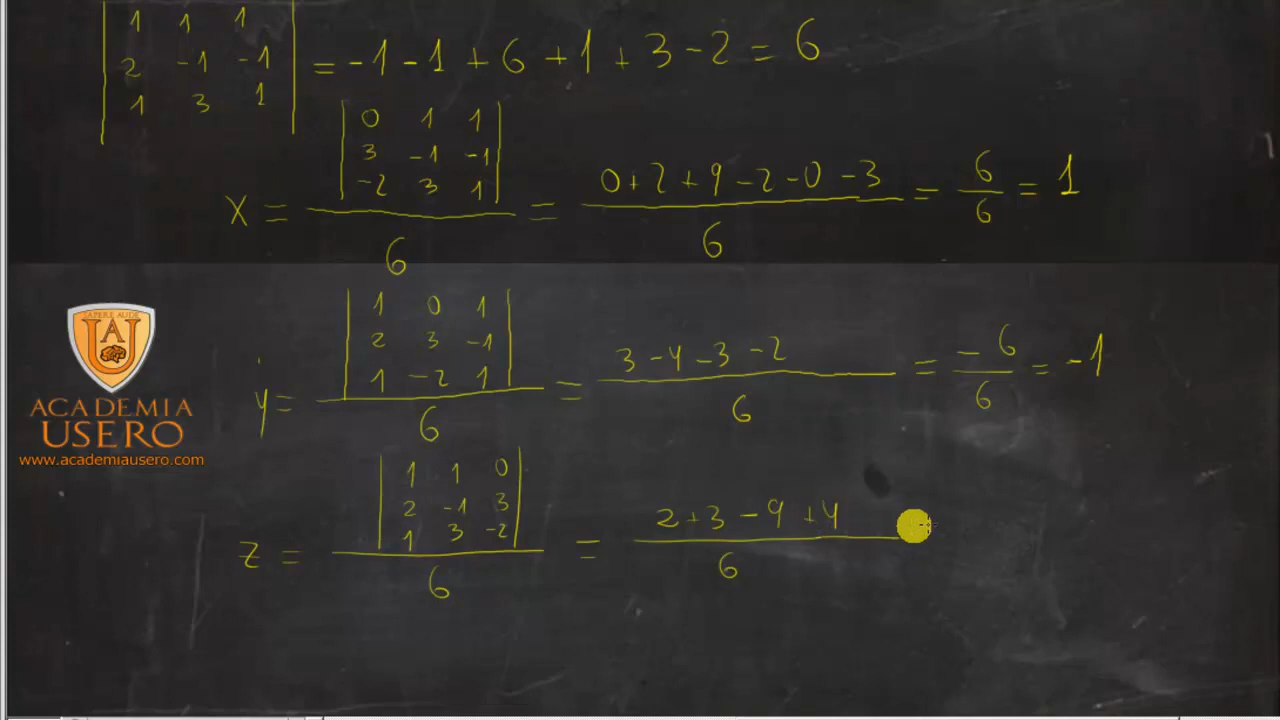 1 1 1
2 -1 -1 = -1 -1 + 6 + 1 + 3 - 2 = 6
1 3 1
0 1 1
3 -1 -1
-2 3 1
x = = 0+2+9-2-0-3 = 6 = 1
6 6 6
1 0 1
2 3 -1
1 -2 1
y = = 3-4-3-2 = -6 = -1
6 6 6
1 1 0
2 -1 3
1 3 -2
z = = 2+3-9+4
6 6
SAPERE AUDE
UA
ACADEMIA
USERO
www.academiausero.com